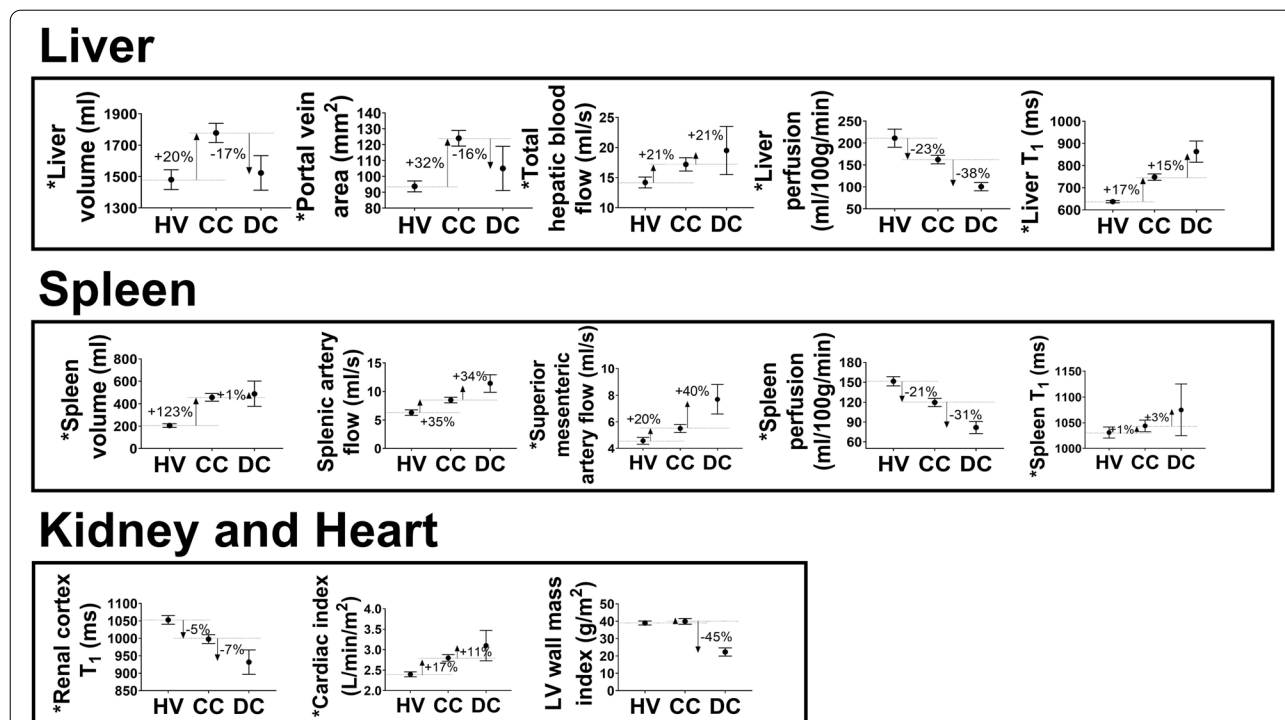 Liver
*Liver
volume (ml)
1900
1700
1500
1300
+20%
-17%
HV CC DC
*Portal vein
area (mm²)
140
130
120
110
100
90
80
+32%
-16%
HV CC DC
*Total
hepatic blood
flow (ml/s)
25
20
15
10
+21%
+21%
HV CC DC
*Liver
perfusion
(ml/100g/min)
250
200
150
100
50
-23%
-38%
HV CC DC
*Liver T₁ (ms)
1000
900
800
700
600
+17%
+15%
HV CC DC
Spleen
*Spleen
volume (ml)
800
600
400
200
0
+123%
+1%
HV CC DC
Splenic artery
flow (ml/s)
15
10
5
0
+35%
+34%
HV CC DC
*Superior
mesenteric
artery flow (ml/s)
10
8
6
4
+20%
+40%
HV CC DC
*Spleen
perfusion
(ml/100g/min)
180
150
120
90
60
-21%
-31%
HV CC DC
*Spleen T₁ (ms)
1150
1100
1050
1000
+1%
+3%
HV CC DC
Kidney and Heart
*Renal cortex
T₁ (ms)
1100
1050
1000
950
900
850
-5%
-7%
HV CC DC
*Cardiac index
(L/min/m²)
4.0
3.5
3.0
2.5
2.0
+17%
+11%
HV CC DC
LV wall mass
index (g/m²)
40
30
20
10
0
-45%
HV CC DC